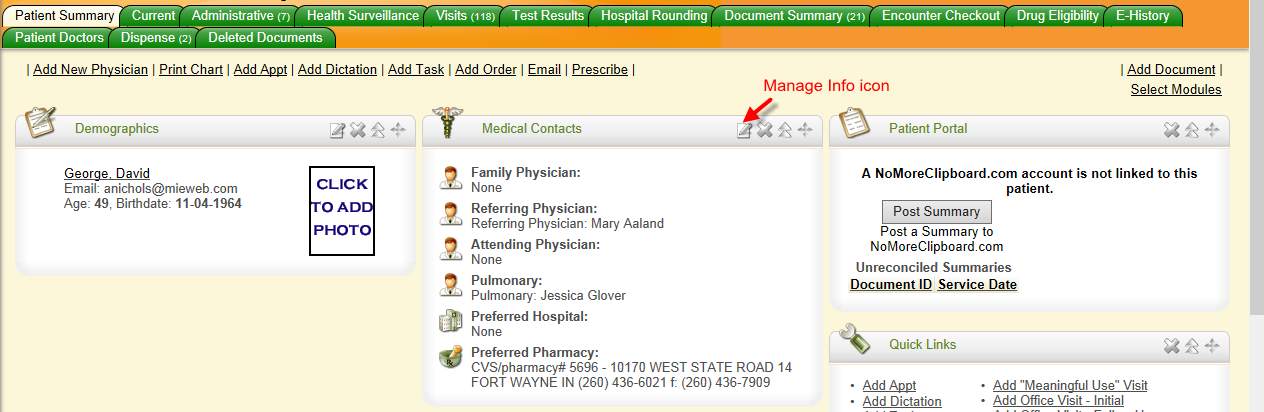 Patient Summary Current Administrative (7) Health Surveillance Visits (118) Test Results Hospital Rounding Document Summary (21) Encounter Checkout Drug Eligibility E-History
Patient Doctors Dispense (2) Deleted Documents
| Add New Physician | Print Chart | Add Appt | Add Dictation | Add Task | Add Order | Email | Prescribe |
| Add Document |
Select Modules
Manage Info icon
Demographics
George, David
Email: anichols@mieweb.com
Age: 49, Birthdate: 11-04-1964
CLICK
TO ADD
PHOTO
Medical Contacts
Family Physician:
None
Referring Physician:
Referring Physician: Mary Aaland
Attending Physician:
None
Pulmonary:
Pulmonary: Jessica Glover
Preferred Hospital:
None
Preferred Pharmacy:
CVS/pharmacy# 5696 - 10170 WEST STATE ROAD 14
FORT WAYNE IN (260) 436-6021 f: (260) 436-7909
Patient Portal
A NoMoreClipboard.com account is not linked to this
patient.
Post Summary
Post a Summary to
NoMoreClipboard.com
Unreconciled Summaries
Document ID Service Date
Quick Links
• Add Appt
• Add Dictation
• Add "Meaningful Use" Visit
• Add Office Visit - Initial